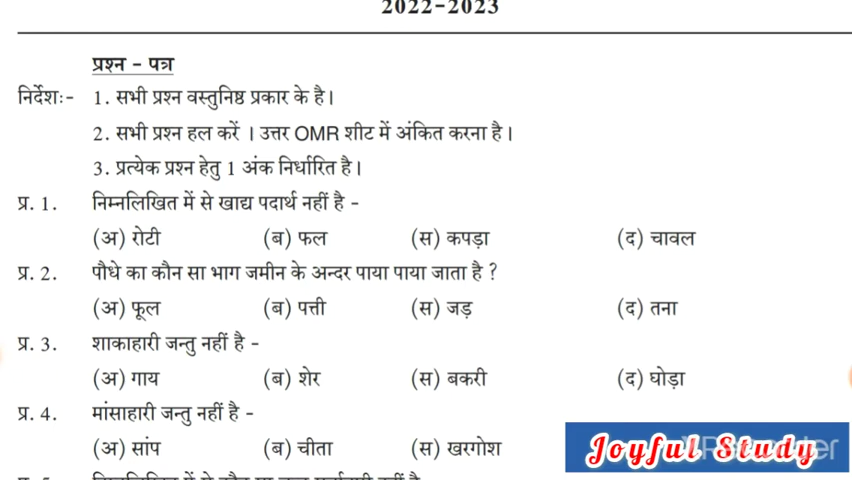 2022-2023
प्रश्न - पत्र
निर्देशः- 1. सभी प्रश्न वस्तुनिष्ठ प्रकार के है।
2. सभी प्रश्न हल करें । उत्तर OMR शीट में अंकित करना है।
3. प्रत्येक प्रश्न हेतु 1 अंक निर्धारित है।
प्र. 1. निम्नलिखित में से खाद्य पदार्थ नहीं है -
(अ) रोटी (ब) फल (स) कपड़ा (द) चावल
प्र. 2. पौधे का कौन सा भाग जमीन के अन्दर पाया पाया जाता है ?
(अ) फूल (ब) पत्ती (स) जड़ (द) तना
प्र. 3. शाकाहारी जन्तु नहीं है -
(अ) गाय (ब) शेर (स) बकरी (द) घोड़ा
प्र. 4. मांसाहारी जन्तु नहीं है -
(अ) सांप (ब) चीता (स) खरगोश
Joyful Study